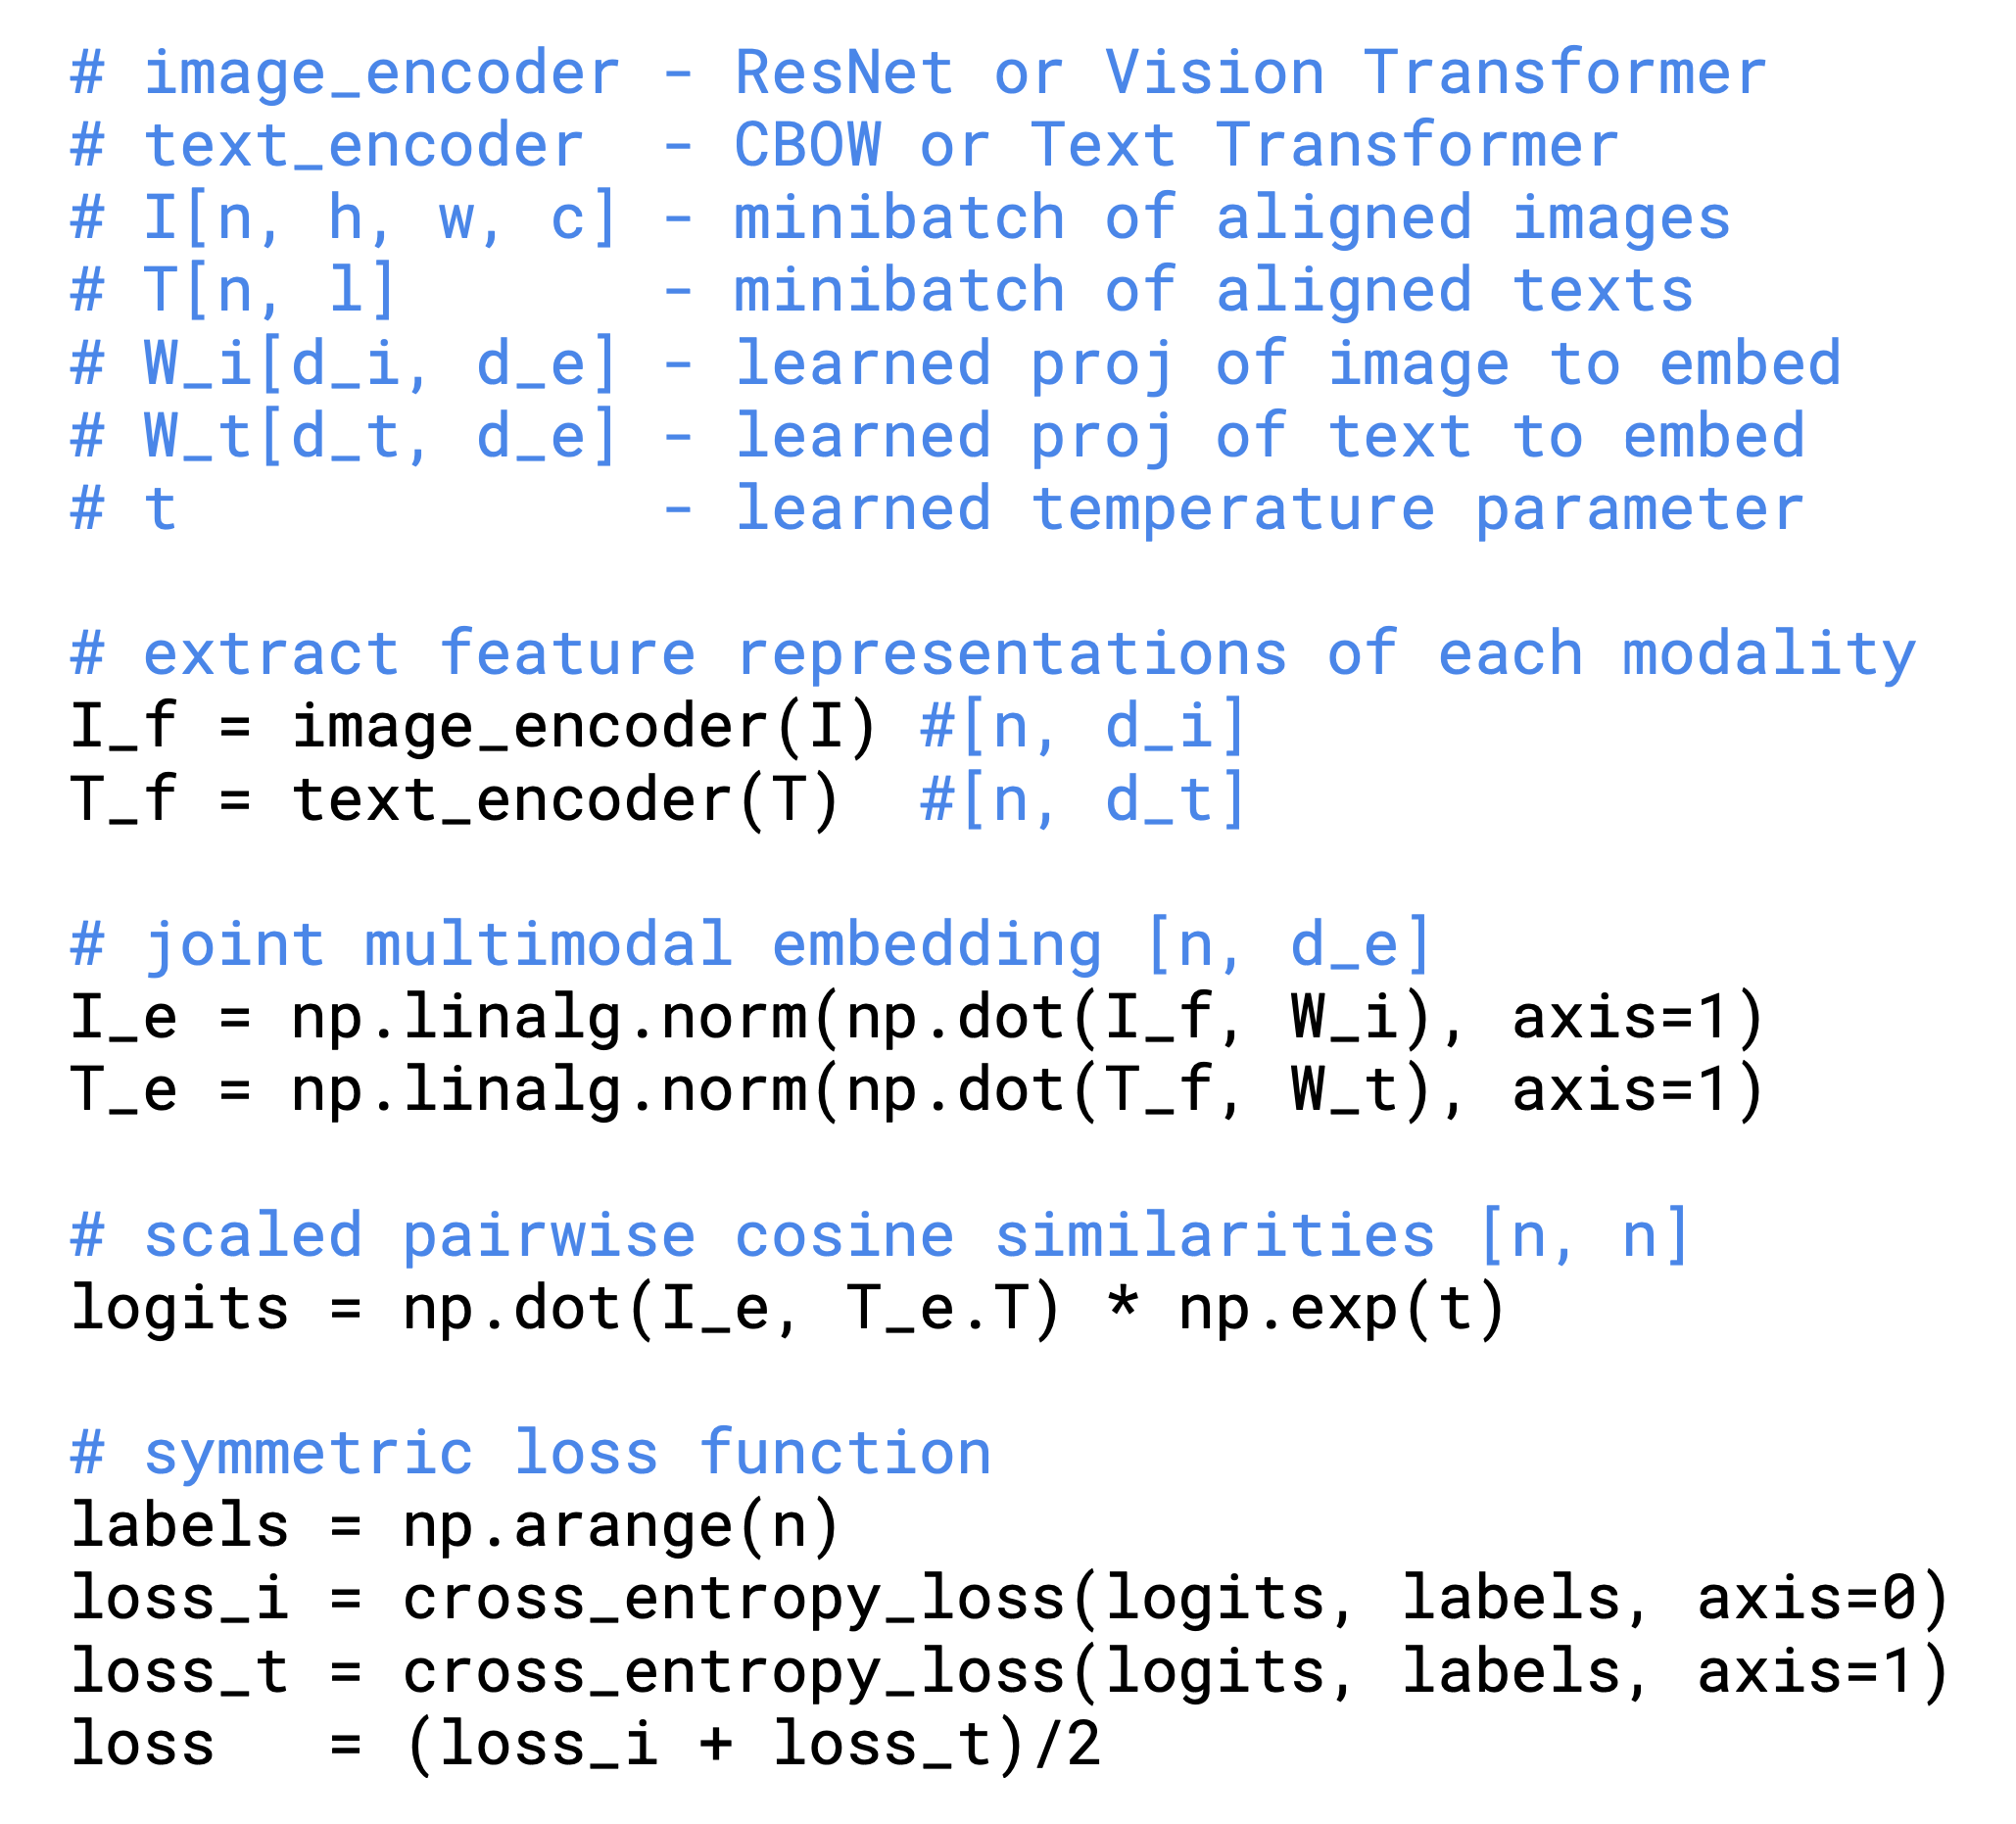 # image_encoder - ResNet or Vision Transformer
# text_encoder  - CBOW or Text Transformer
# I[n, h, w, c] - minibatch of aligned images
# T[n, l]       - minibatch of aligned texts
# W_i[d_i, d_e] - learned proj of image to embed
# W_t[d_t, d_e] - learned proj of text to embed
# t             - learned temperature parameter

# extract feature representations of each modality
I_f = image_encoder(I) #[n, d_i]
T_f = text_encoder(T)  #[n, d_t]

# joint multimodal embedding [n, d_e]
I_e = np.linalg.norm(np.dot(I_f, W_i), axis=1)
T_e = np.linalg.norm(np.dot(T_f, W_t), axis=1)

# scaled pairwise cosine similarities [n, n]
logits = np.dot(I_e, T_e.T) * np.exp(t)

# symmetric loss function
labels = np.arange(n)
loss_i = cross_entropy_loss(logits, labels, axis=0)
loss_t = cross_entropy_loss(logits, labels, axis=1)
loss   = (loss_i + loss_t)/2